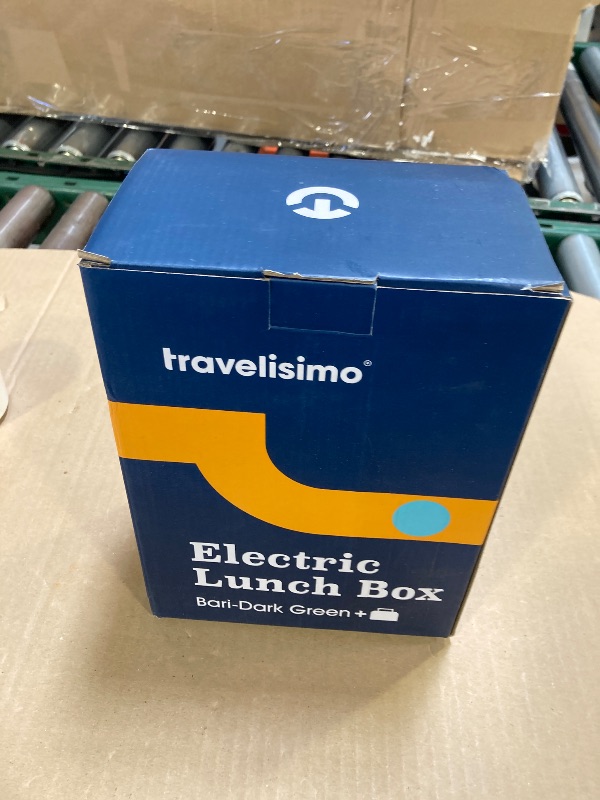 travelisimo®
Electric
Lunch Box
Bari-Dark Green +